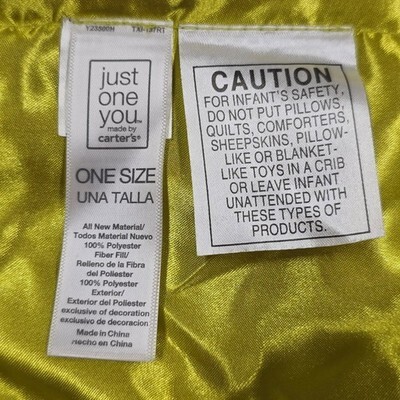 just
one
you™
made by
carter's®
ONE SIZE
UNA TALLA
All New Material/
Todos Material Nuevo
100% Polyester
Fiber Fill/
Relleno de la Fibra
del Poliester
100% Polyester
Exterior/
Exterior del Poliester
exclusive of decoration
exclusivo de decoracion
Made in China
Hecho en China
CAUTION
FOR INFANT'S SAFETY,
DO NOT PUT PILLOWS,
QUILTS, COMFORTERS,
SHEEPSKINS, PILLOW-
LIKE OR BLANKET-
LIKE TOYS IN A CRIB
OR LEAVE INFANT
UNATTENDED WITH
THESE TYPES OF
PRODUCTS.